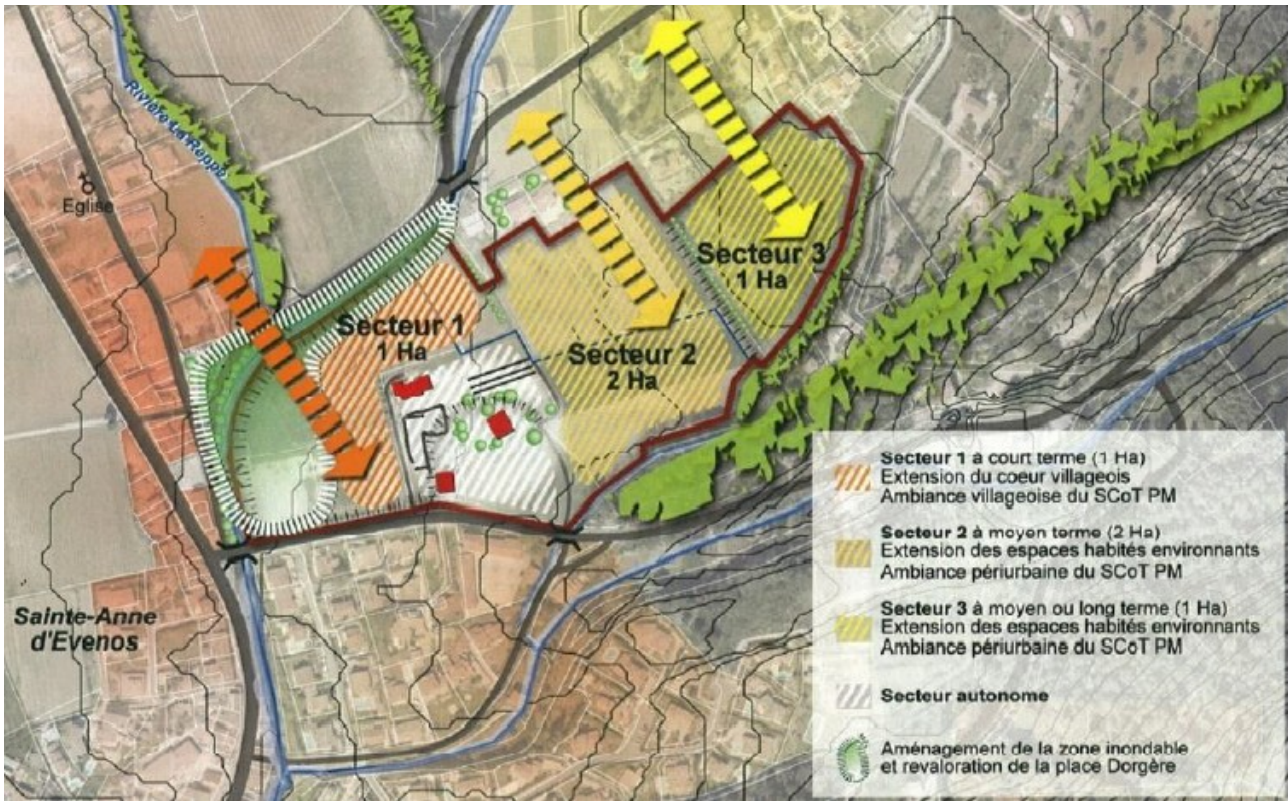 Rivière La Reppe
Eglise
Secteur 1
1 Ha
Secteur 2
2 Ha
Secteur 3
1 Ha
Sainte-Anne
d'Evenos
Secteur 1 à court terme (1 Ha)
Extension du coeur villageois
Ambiance villageoise du SCoT PM
Secteur 2 à moyen terme (2 Ha)
Extension des espaces habités environnants
Ambiance périurbaine du SCoT PM
Secteur 3 à moyen ou long terme (1 Ha)
Extension des espaces habités environnants
Ambiance périurbaine du SCoT PM
Secteur autonome
Aménagement de la zone inondable
et revaloration de la place Dorgère